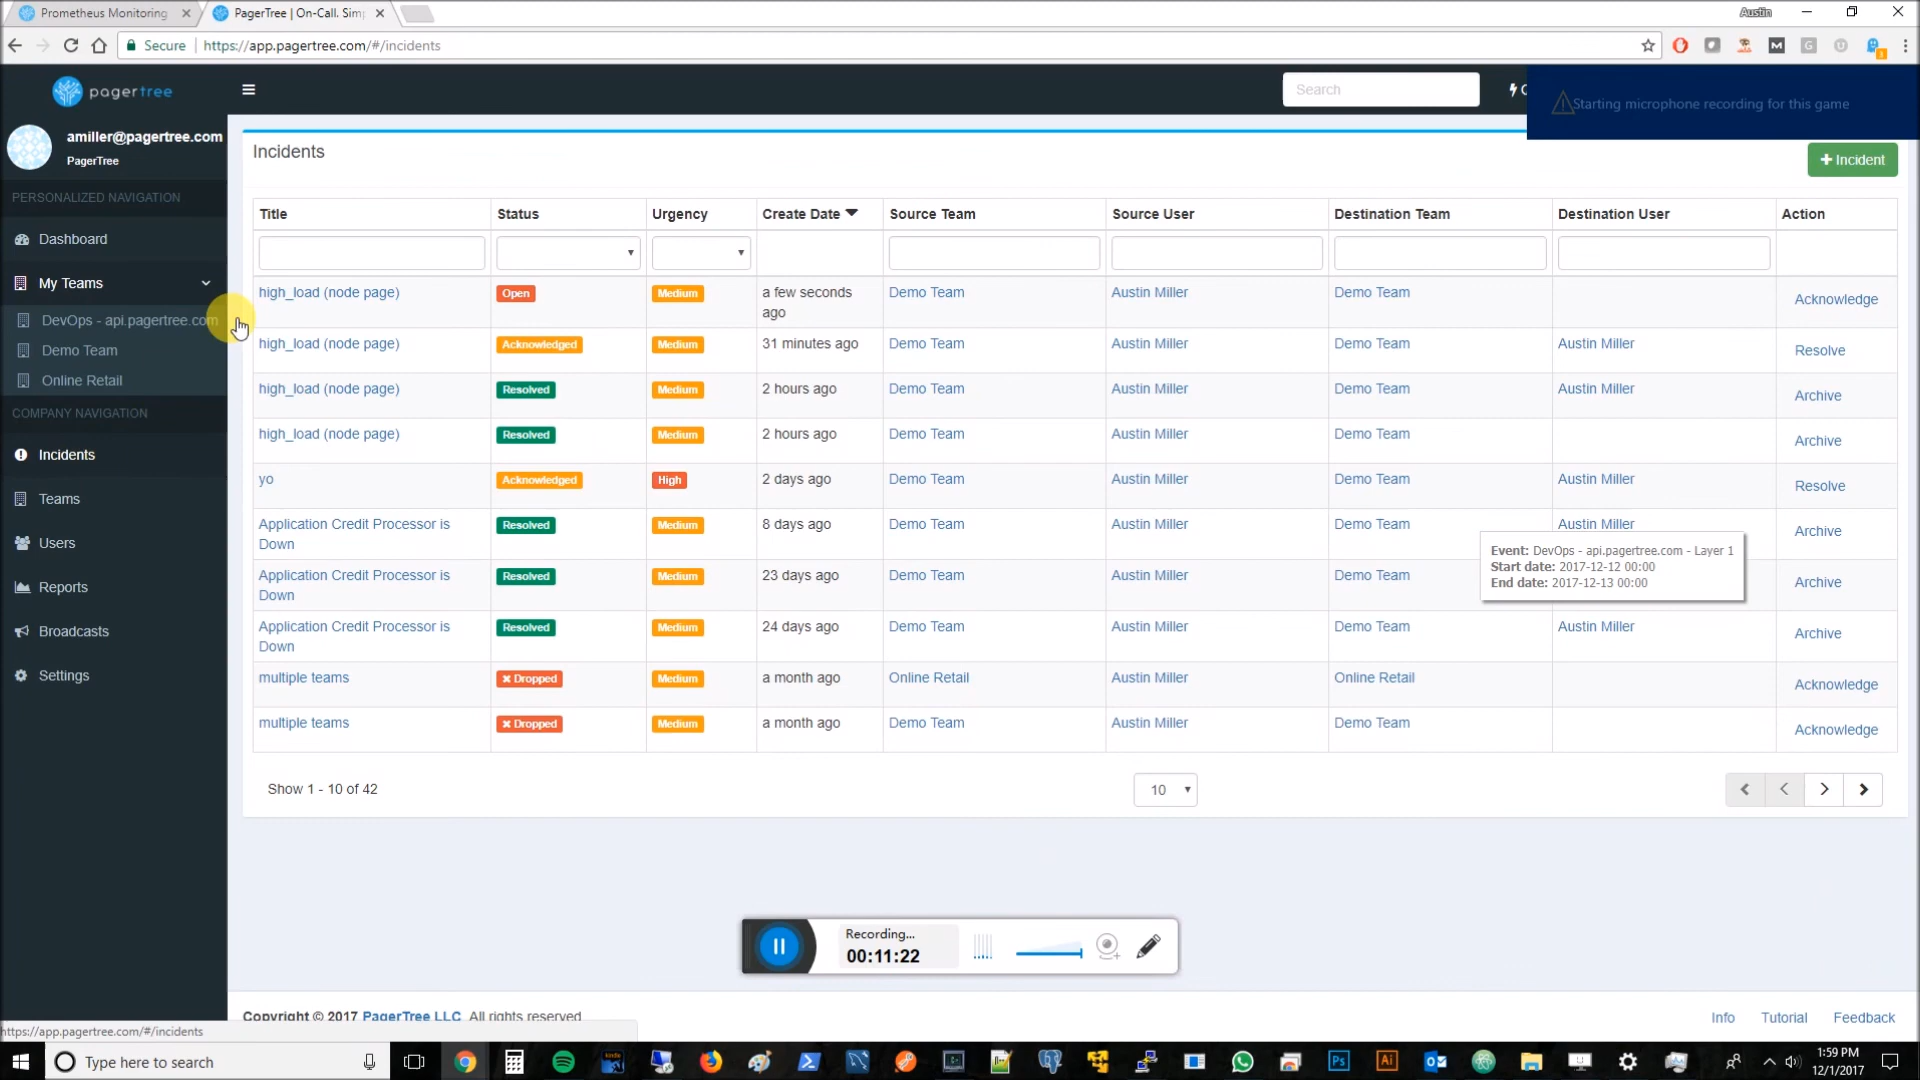 Prometheus Monitoring
PagerTree | On-Call. Sim
Austin
Secure
https://app.pagertree.com/#/incidents
pagertree
Search
Starting microphone recording for this game
amiller@pagertree.com
PagerTree
PERSONALIZED NAVIGATION
Dashboard
My Teams
DevOps - api.pagertree.com
Demo Team
Online Retail
COMPANY NAVIGATION
Incidents
Teams
Users
Reports
Broadcasts
Settings
Incidents
+ Incident
Title Status Urgency Create Date Source Team Source User Destination Team Destination User Action
high_load (node page) Open Medium a few seconds ago Demo Team Austin Miller Demo Team Acknowledge
high_load (node page) Acknowledged Medium 31 minutes ago Demo Team Austin Miller Demo Team Austin Miller Resolve
high_load (node page) Resolved Medium 2 hours ago Demo Team Austin Miller Demo Team Austin Miller Archive
high_load (node page) Resolved Medium 2 hours ago Demo Team Austin Miller Demo Team Archive
yo Acknowledged High 2 days ago Demo Team Austin Miller Demo Team Austin Miller Resolve
Application Credit Processor is Down Resolved Medium 8 days ago Demo Team Austin Miller Demo Team Austin Miller Archive
Application Credit Processor is Down Resolved Medium 23 days ago Demo Team Austin Miller Demo Team Archive
Application Credit Processor is Down Resolved Medium 24 days ago Demo Team Austin Miller Demo Team Austin Miller Archive
multiple teams Dropped Medium a month ago Online Retail Austin Miller Online Retail Acknowledge
multiple teams Dropped Medium a month ago Demo Team Austin Miller Demo Team Acknowledge
Event: DevOps - api.pagertree.com - Layer 1
Start date: 2017-12-12 00:00
End date: 2017-12-13 00:00
Show 1 - 10 of 42
10
Recording...
00:11:22
Copyright © 2017 PagerTree LLC. All rights reserved
Info Tutorial Feedback
https://app.pagertree.com/#/incidents
Type here to search
kindle
Ps
Ai
1:59 PM
12/1/2017